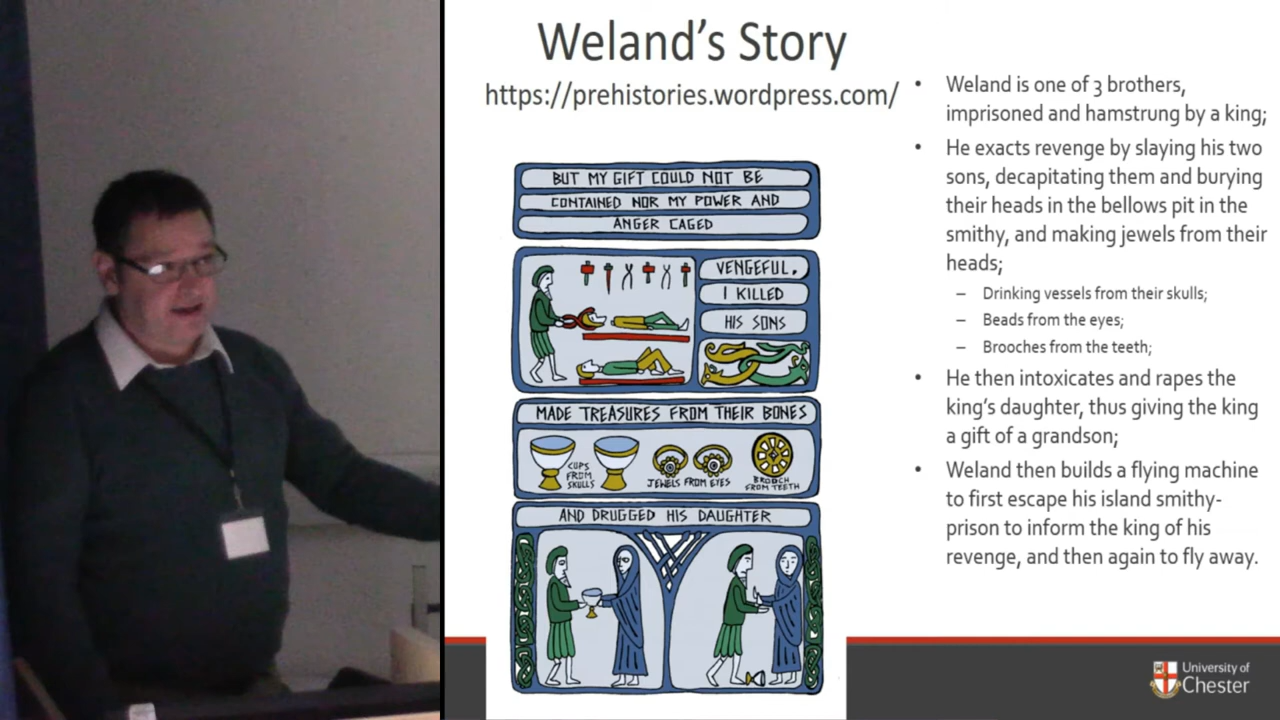 Weland's Story
https://prehistories.wordpress.com/
BUT MY GIFT COULD NOT BE
CONTAINED NOR MY POWER AND
ANGER CAGED
VENGEFUL,
I KILLED
HIS SONS
MADE TREASURES FROM THEIR BONES
CUPS
FROM
SKULLS
JEWELS FROM EYES
BROOCH
FROM TEETH
AND DRUGGED HIS DAUGHTER
• Weland is one of 3 brothers,
imprisoned and hamstrung by a king;
• He exacts revenge by slaying his two
sons, decapitating them and burying
their heads in the bellows pit in the
smithy, and making jewels from their
heads;
– Drinking vessels from their skulls;
– Beads from the eyes;
– Brooches from the teeth;
• He then intoxicates and rapes the
king's daughter, thus giving the king
a gift of a grandson;
• Weland then builds a flying machine
to first escape his island smithy-
prison to inform the king of his
revenge, and then again to fly away.
University of
Chester